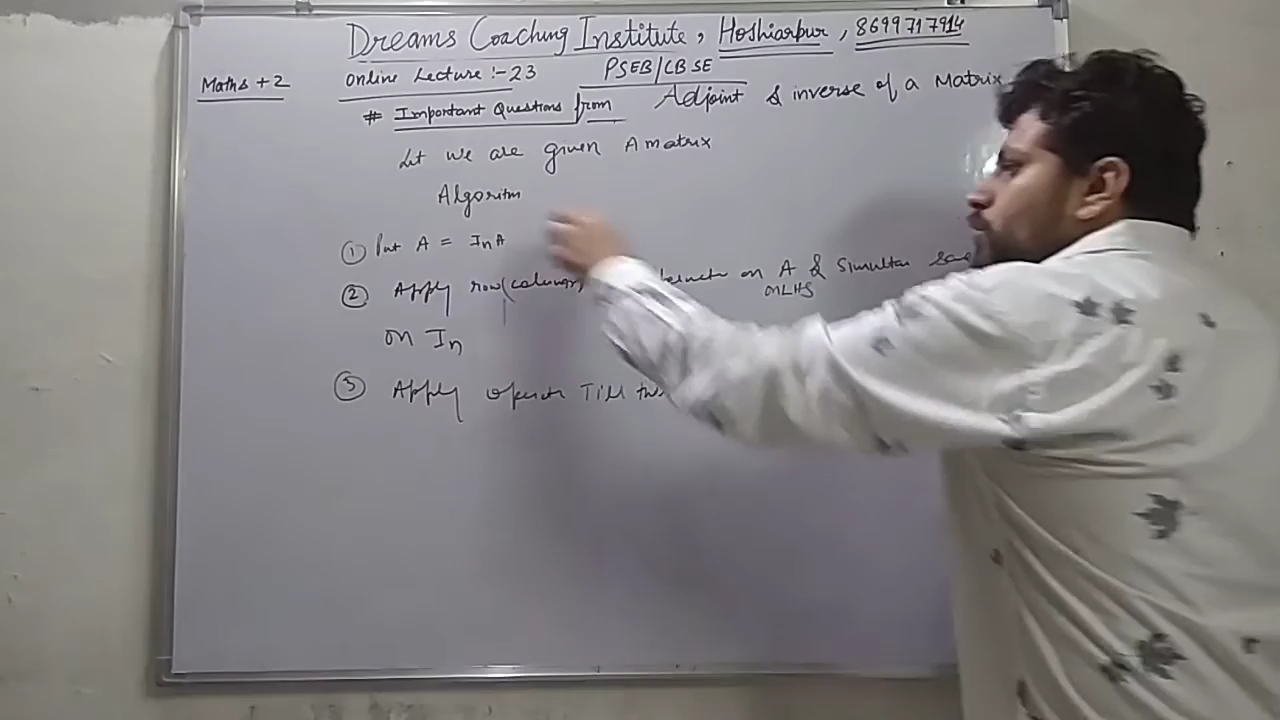 Dreams Coaching Institute, Hoshiarpur, 8699717914
Maths +2 Online Lecture :- 23 PSEB/CBSE
# Important Questions from Adjoint & inverse of a Matrix
Let we are given A matrix
Algoritm
① Put A = InA
② Apply row(column) on A & Simultan
on LHS
on In
③ Apply Till